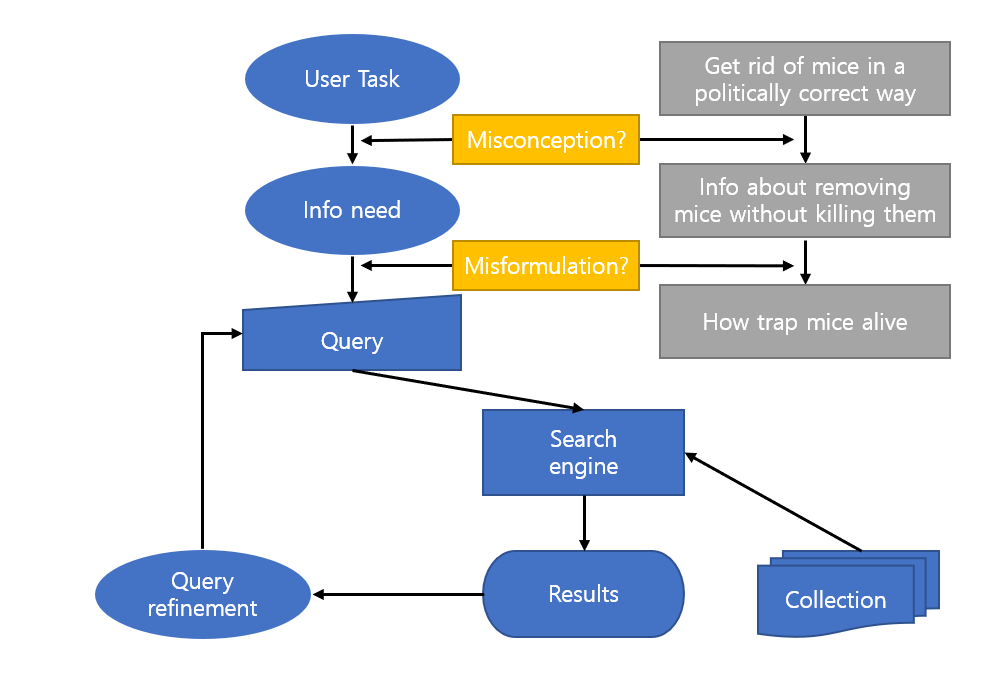 User Task
Get rid of mice in a
politically correct way
Misconception?
Info need
Info about removing
mice without killing them
Misformulation?
Query
How trap mice alive
Search
engine
Query
refinement
Results
Collection